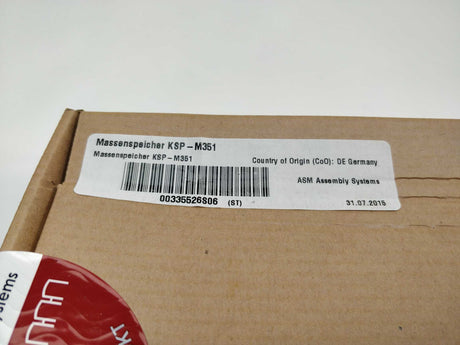 Massenspeicher KSP-M351
Massenspeicher KSP-M351
Country of Origin (CoO): DE Germany
ASM Assembly Systems
00335526S06 (ST)
31.07.2015